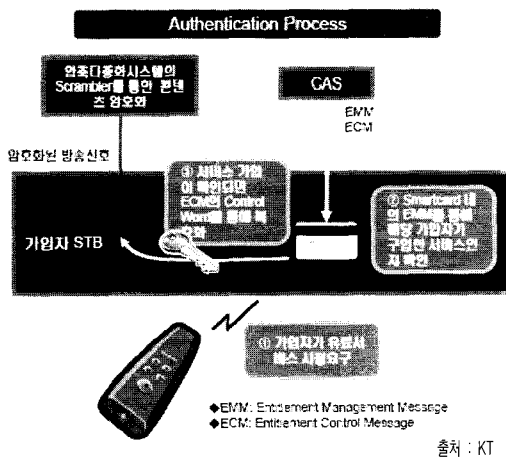 Authentication Process
압축다중화시스템의
Scrambler를 통한 콘텐
츠 암호화
CAS
EMM
ECM
암호화된 방송신호
③ 서비스 가입
이 확인되면
ECM의 Control
Word를 통해 복
호화
② Smartcard 내
의 EMM을 통해
해당 가입자가
구입한 서비스인
지 확인
가입자 STB
① 가입자가 유료서
비스 시청요구
◆EMM: Entitlement Management Message
◆ECM: Entitlement Control Message
출처 : KT